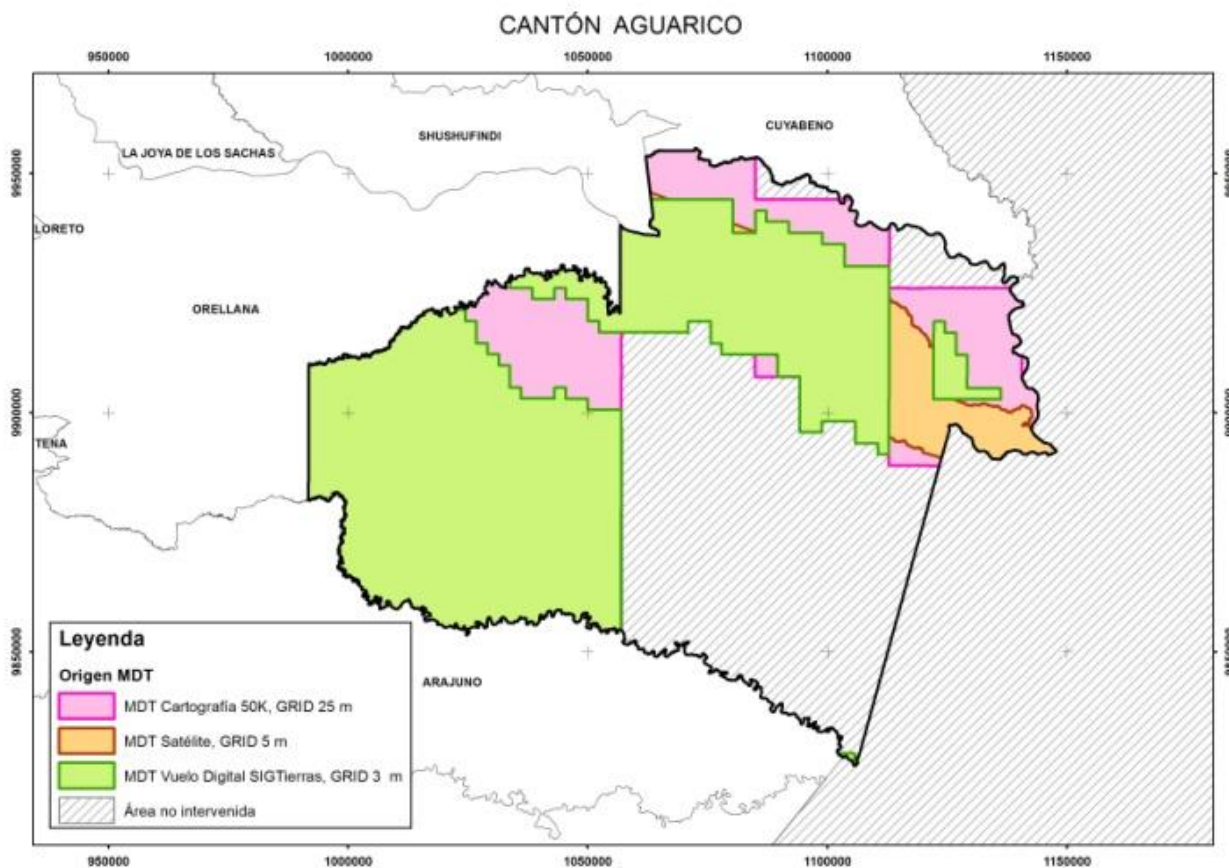 CANTÓN AGUARICO
950000 1000000 1050000 1100000 1150000
CUYABENO
SHUSHUFINDI
LA JOYA DE LOS SACHAS
9950000
LORETO
ORELLANA
9900000
TENA
9850000
ARAJUNO
Leyenda
Origen MDT
MDT Cartografía 50K, GRID 25 m
MDT Satélite, GRID 5 m
MDT Vuelo Digital SIGTierras, GRID 3 m
Área no intervenida
950000 1000000 1050000 1100000 1150000